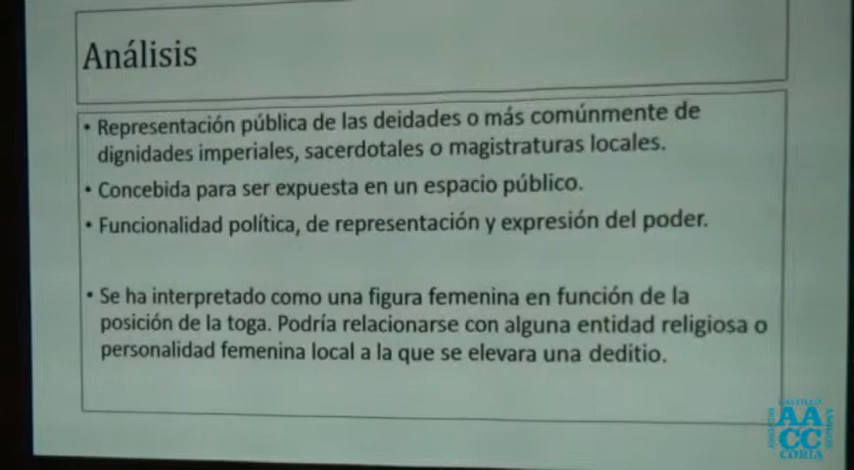 Análisis
• Representación pública de las deidades o más comúnmente de
dignidades imperiales, sacerdotales o magistraturas locales.
• Concebida para ser expuesta en un espacio público.
• Funcionalidad política, de representación y expresión del poder.
• Se ha interpretado como una figura femenina en función de la
posición de la toga. Podría relacionarse con alguna entidad religiosa o
personalidad femenina local a la que se elevara una deditio.
AA
CC
CORIA